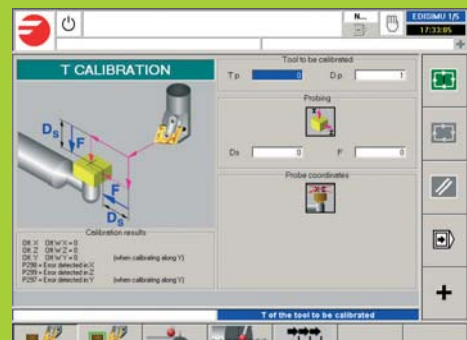 N...
EDISIMU 1/5
17:33:05
T CALIBRATION
Tool to be calibrated
T p. 0 D p. 1
Ds
F
F
Ds
Probing
Ds 0 F 0
Probe coordinates
Calibration results
Off X Off W X = 0
Off Z Off W Z = 0
Off Y Off W Y = 0 (when calibrating along Y)
P298 = Error detected in X
P299 = Error detected in Z
P297 = Error detected in Y (when calibrating along Y)
T of the tool to be calibrated